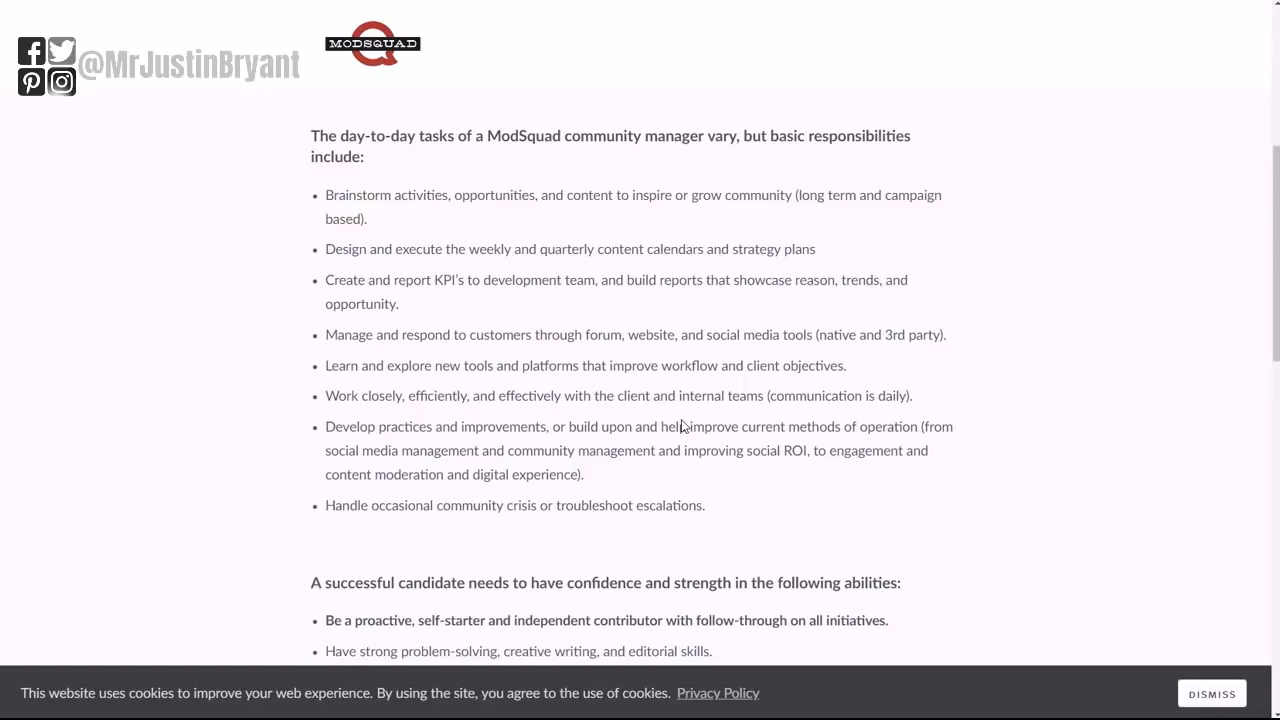 @MrJustinBryant
MODSQUAD
The day-to-day tasks of a ModSquad community manager vary, but basic responsibilities
include:
• Brainstorm activities, opportunities, and content to inspire or grow community (long term and campaign
based).
• Design and execute the weekly and quarterly content calendars and strategy plans
• Create and report KPI's to development team, and build reports that showcase reason, trends, and
opportunity.
• Manage and respond to customers through forum, website, and social media tools (native and 3rd party).
• Learn and explore new tools and platforms that improve workflow and client objectives.
• Work closely, efficiently, and effectively with the client and internal teams (communication is daily).
• Develop practices and improvements, or build upon and help improve current methods of operation (from
social media management and community management and improving social ROI, to engagement and
content moderation and digital experience).
• Handle occasional community crisis or troubleshoot escalations.
A successful candidate needs to have confidence and strength in the following abilities:
• Be a proactive, self-starter and independent contributor with follow-through on all initiatives.
• Have strong problem-solving, creative writing, and editorial skills.
This website uses cookies to improve your web experience. By using the site, you agree to the use of cookies. Privacy Policy
DISMISS